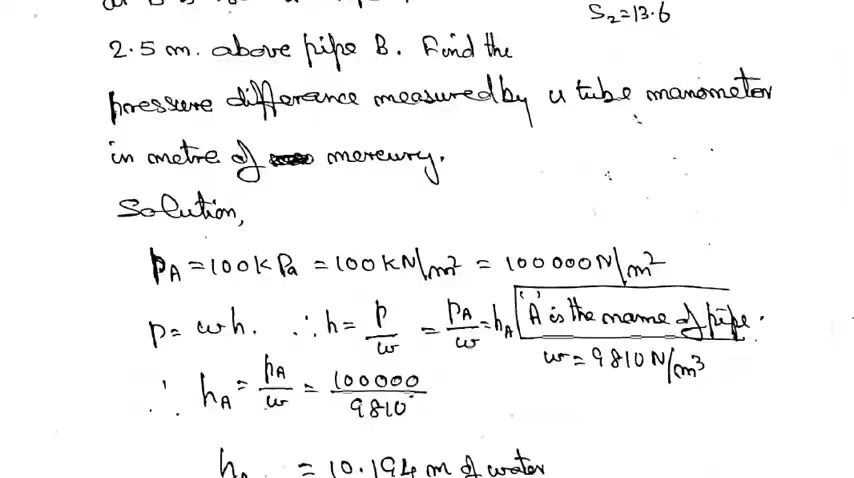 S₂=13.6
2.5 m. above pipe B. Find the
pressure difference measured by u tube manometer
in metre of mercury.
Solution,
pA = 100 KPa = 100 KN/m² = 100000 N/m²
p = wh. ∴ h = p/w = pA/w = hA 'A' is the name of pipe.
w = 9810 N/m³
∴ hA = pA/w = 100000/9810
hA = 10.194 m of water